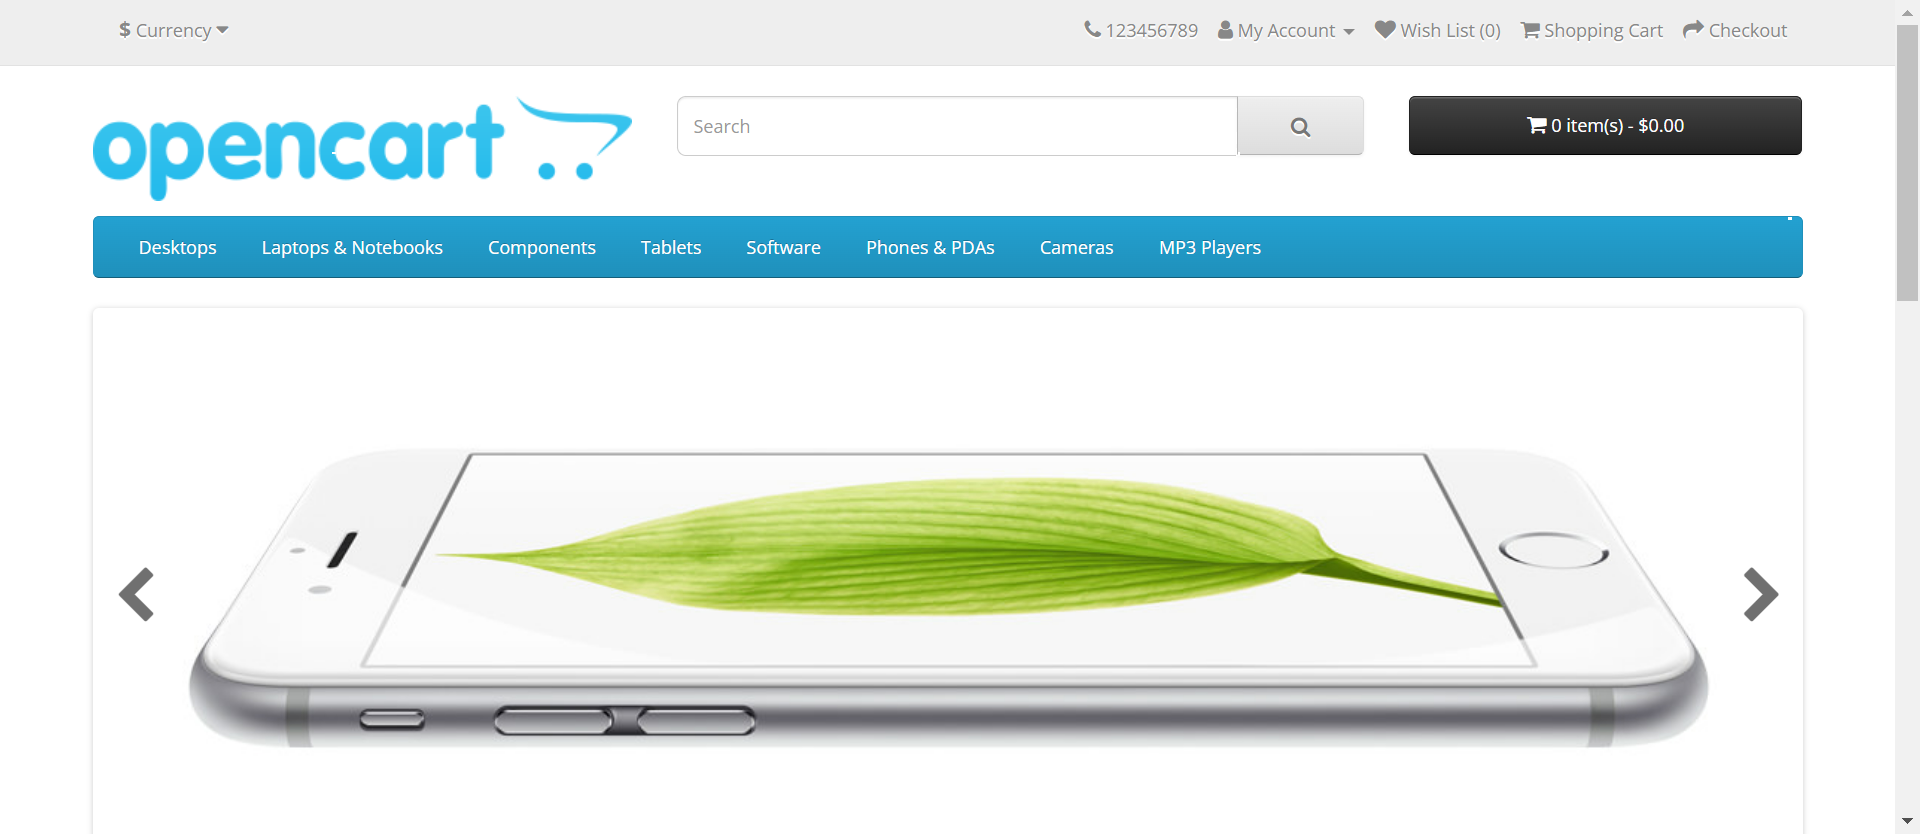 $ Currency
123456789 My Account Wish List (0) Shopping Cart Checkout
opencart
Search
0 item(s) - $0.00
Desktops Laptops & Notebooks Components Tablets Software Phones & PDAs Cameras MP3 Players